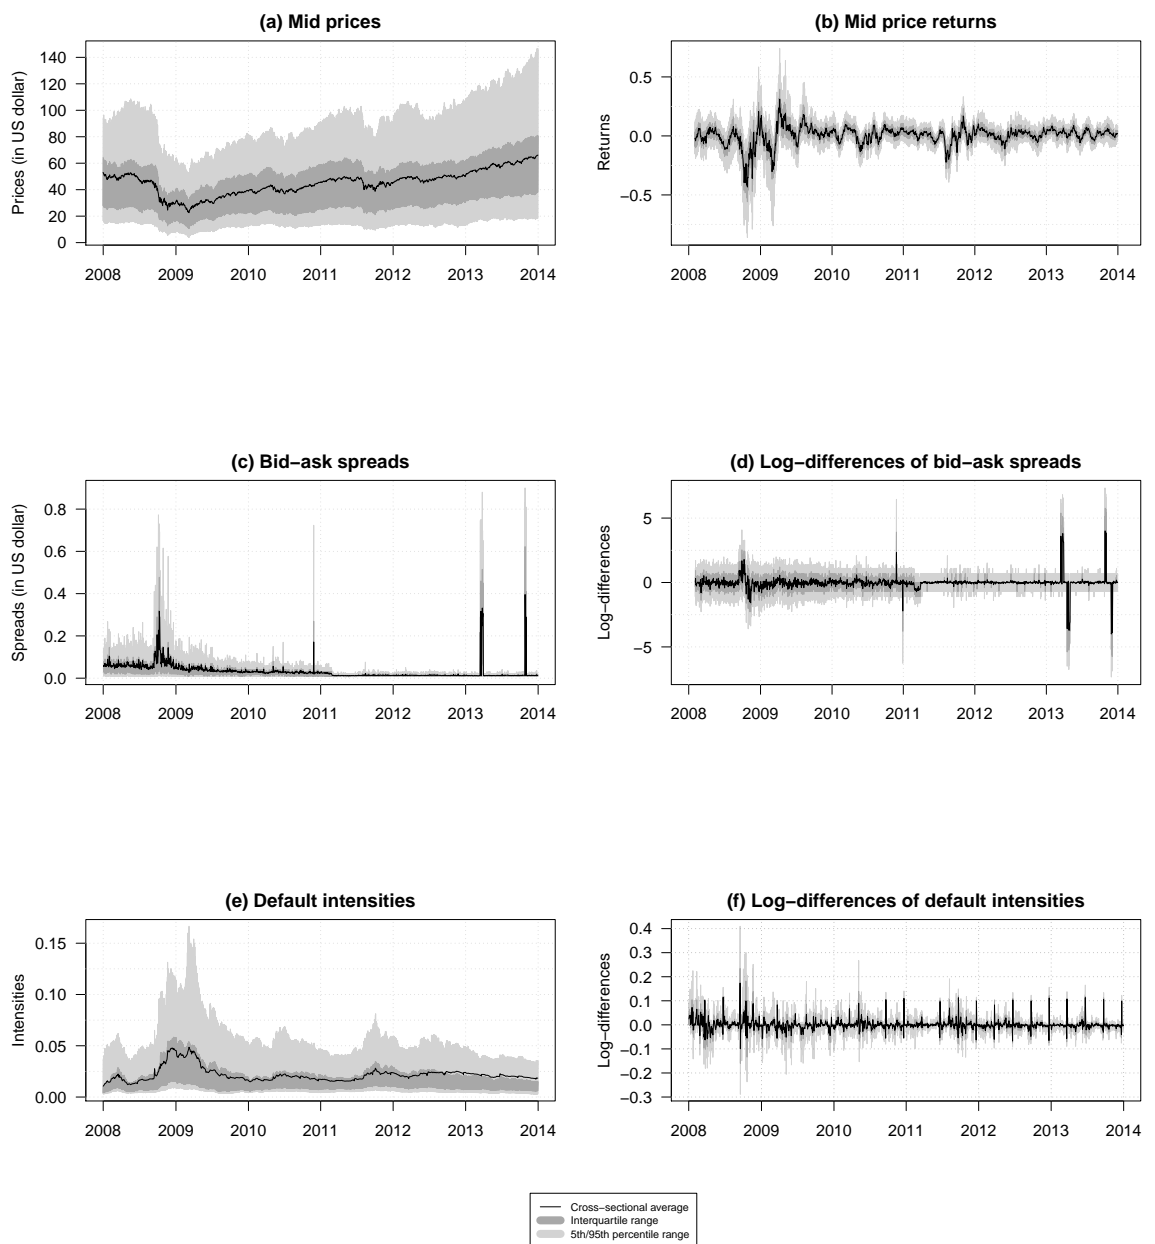 (a) Mid prices
Prices (in US dollar)
140
120
100
80
60
40
20
0
2008 2009 2010 2011 2012 2013 2014
(b) Mid price returns
Returns
0.5
0.0
−0.5
2008 2009 2010 2011 2012 2013 2014
(c) Bid−ask spreads
Spreads (in US dollar)
0.8
0.6
0.4
0.2
0.0
2008 2009 2010 2011 2012 2013 2014
(d) Log−differences of bid−ask spreads
Log−differences
5
0
−5
2008 2009 2010 2011 2012 2013 2014
(e) Default intensities
Intensities
0.15
0.10
0.05
0.00
2008 2009 2010 2011 2012 2013 2014
(f) Log−differences of default intensities
Log−differences
0.4
0.3
0.2
0.1
0.0
−0.1
−0.2
−0.3
2008 2009 2010 2011 2012 2013 2014
Cross−sectional average
Interquartile range
5th/95th percentile range